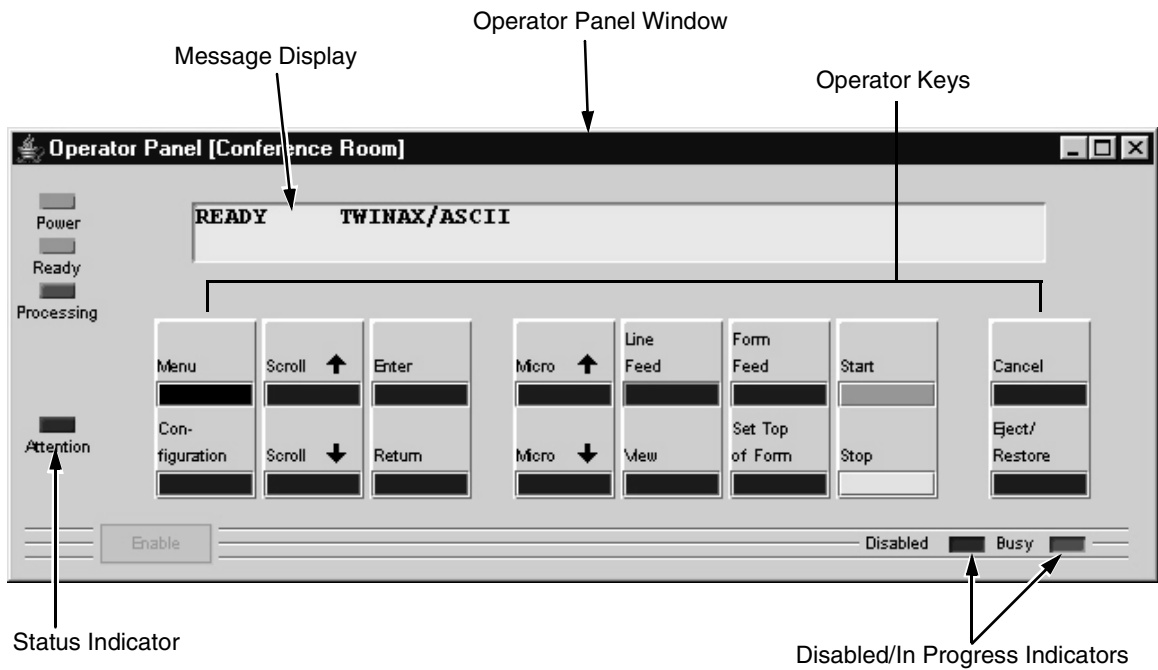 Operator Panel Window
Message Display
Operator Keys
Operator Panel [Conference Room]
READY TWINAX/ASCII
Power
Ready
Processing
Attention
Menu
Scroll
Enter
Micro
Line
Feed
Form
Feed
Start
Cancel
Con-
figuration
Scroll
Return
Micro
View
Set Top
of Form
Stop
Eject/
Restore
Enable
Disabled
Busy
Status Indicator
Disabled/In Progress Indicators